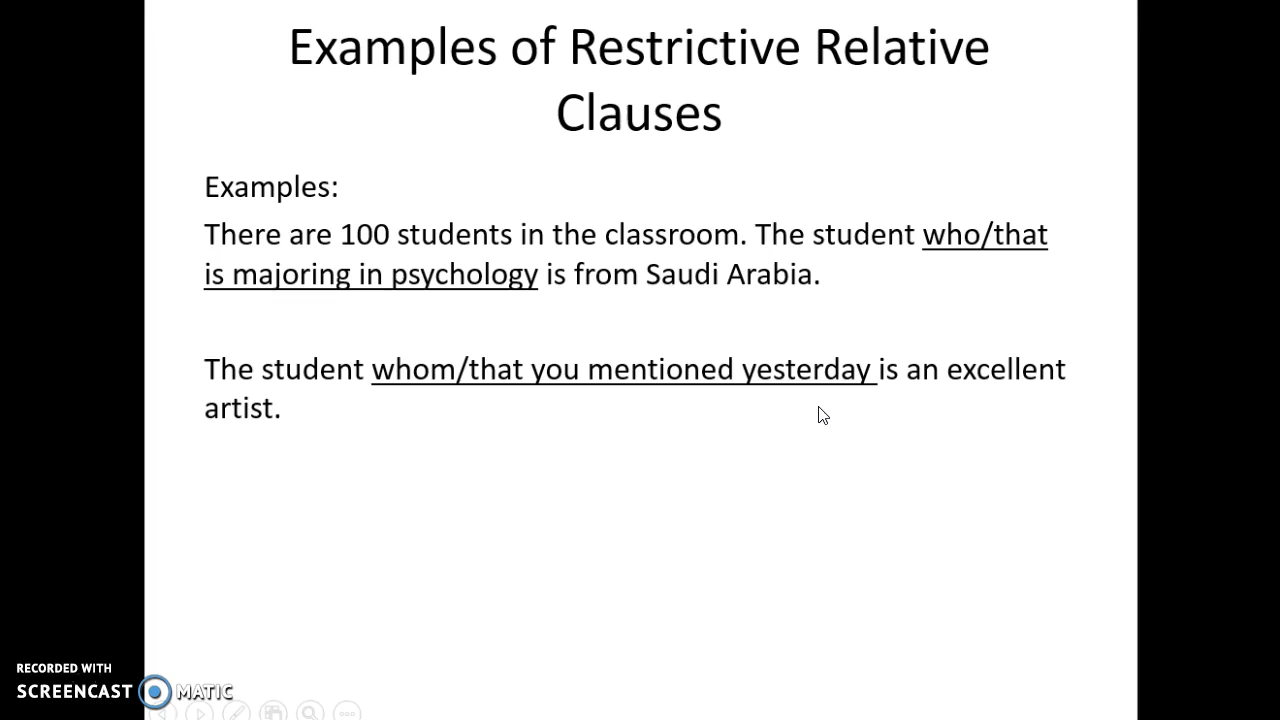 Examples of Restrictive Relative
Clauses
Examples:
There are 100 students in the classroom. The student who/that
is majoring in psychology is from Saudi Arabia.
The student whom/that you mentioned yesterday is an excellent
artist.
RECORDED WITH
SCREENCAST MATIC